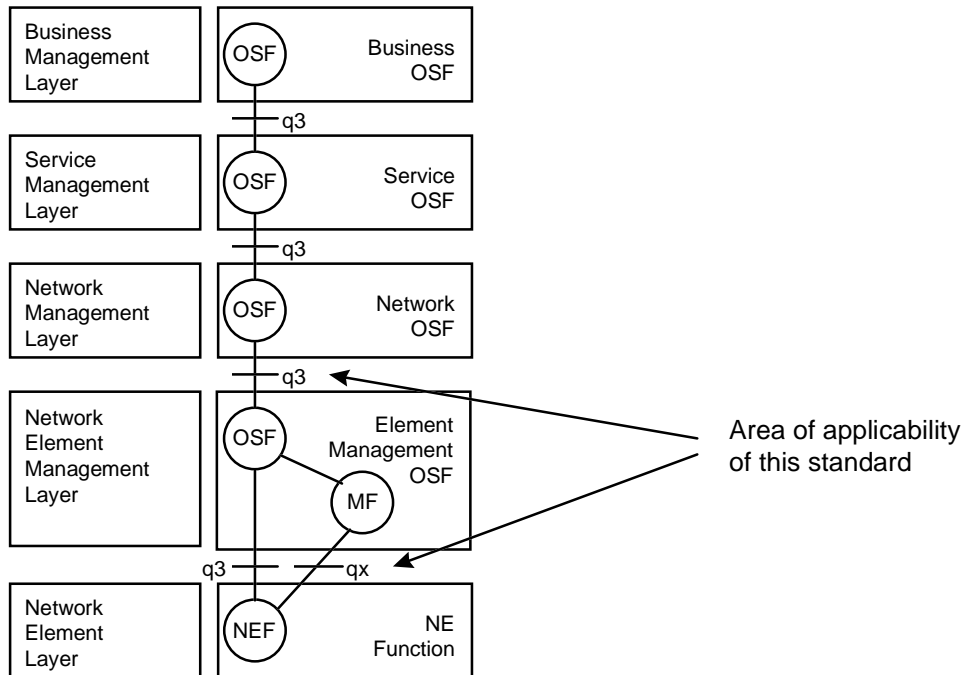 Business
Management
Layer
OSF
Business
OSF
q3
Service
Management
Layer
OSF
Service
OSF
q3
Network
Management
Layer
OSF
Network
OSF
q3
Network
Element
Management
Layer
OSF
Element
Management
OSF
MF
Area of applicability
of this standard
q3
qx
Network
Element
Layer
NEF
NE
Function